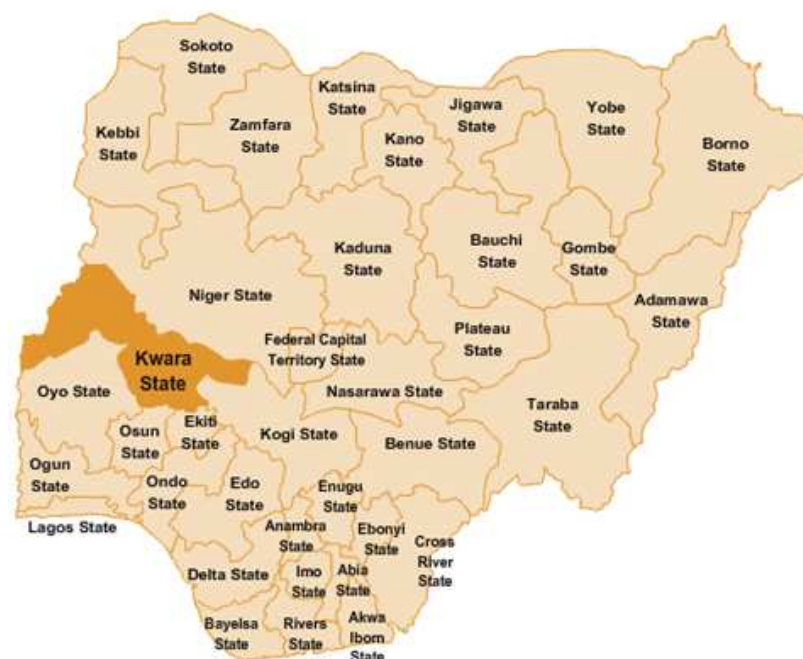 Sokoto
State
Katsina
State
Jigawa
State
Yobe
State
Kebbi
State
Zamfara
State
Kano
State
Borno
State
Kaduna
State
Bauchi
State
Gombe
State
Niger State
Adamawa
State
Plateau
State
Federal Capital
Territory State
Kwara
State
Nasarawa State
Oyo State
Taraba
State
Osun
State
Ekiti
State
Kogi State
Benue State
Ogun
State
Ondo
State
Edo
State
Enugu
State
Lagos State
Anambra
State
Ebonyi
State
Cross
River
State
Delta State
Imo
State
Abia
State
Bayelsa
State
Rivers
State
Akwa
Ibom
State